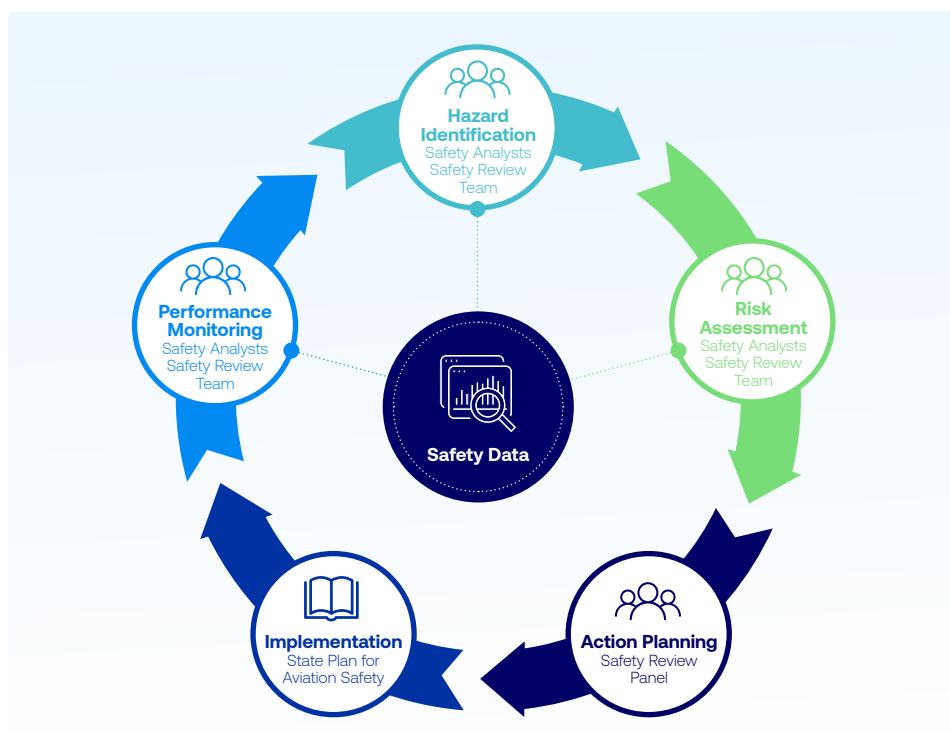 Hazard
Identification
Safety Analysts
Safety Review
Team
Risk
Assessment
Safety Analysts
Safety Review
Team
Action Planning
Safety Review
Panel
Implementation
State Plan for
Aviation Safety
Performance
Monitoring
Safety Analysts
Safety Review
Team
Safety Data